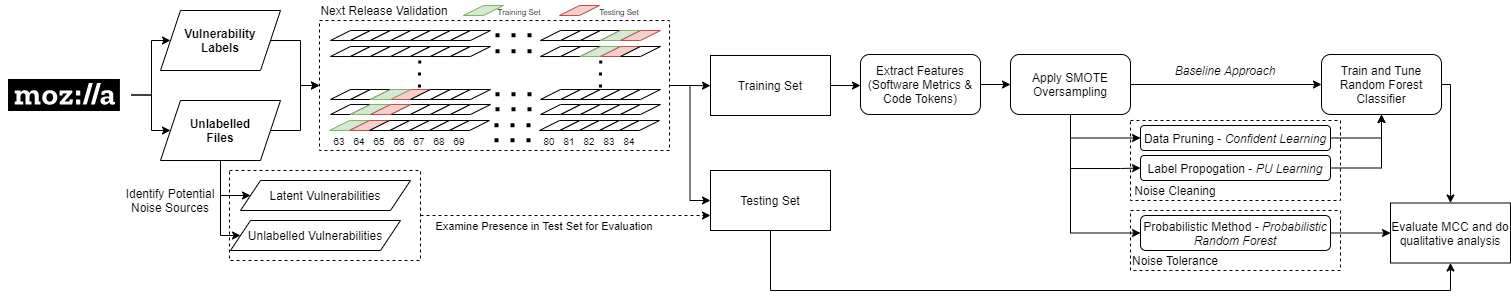 Next Release Validation
Training Set
Testing Set
Vulnerability
Labels
moz://a
Unlabelled
Files
63 64 65 66 67 68 69
80 81 82 83 84
Identify Potential
Noise Sources
Latent Vulnerabilities
Unlabelled Vulnerabilities
Examine Presence in Test Set for Evaluation
Training Set
Testing Set
Extract Features
(Software Metrics &
Code Tokens)
Apply SMOTE
Oversampling
Baseline Approach
Train and Tune
Random Forest
Classifier
Data Pruning - Confident Learning
Label Propogation - PU Learning
Noise Cleaning
Probabilistic Method - Probabilistic
Random Forest
Noise Tolerance
Evaluate MCC and do
qualitative analysis